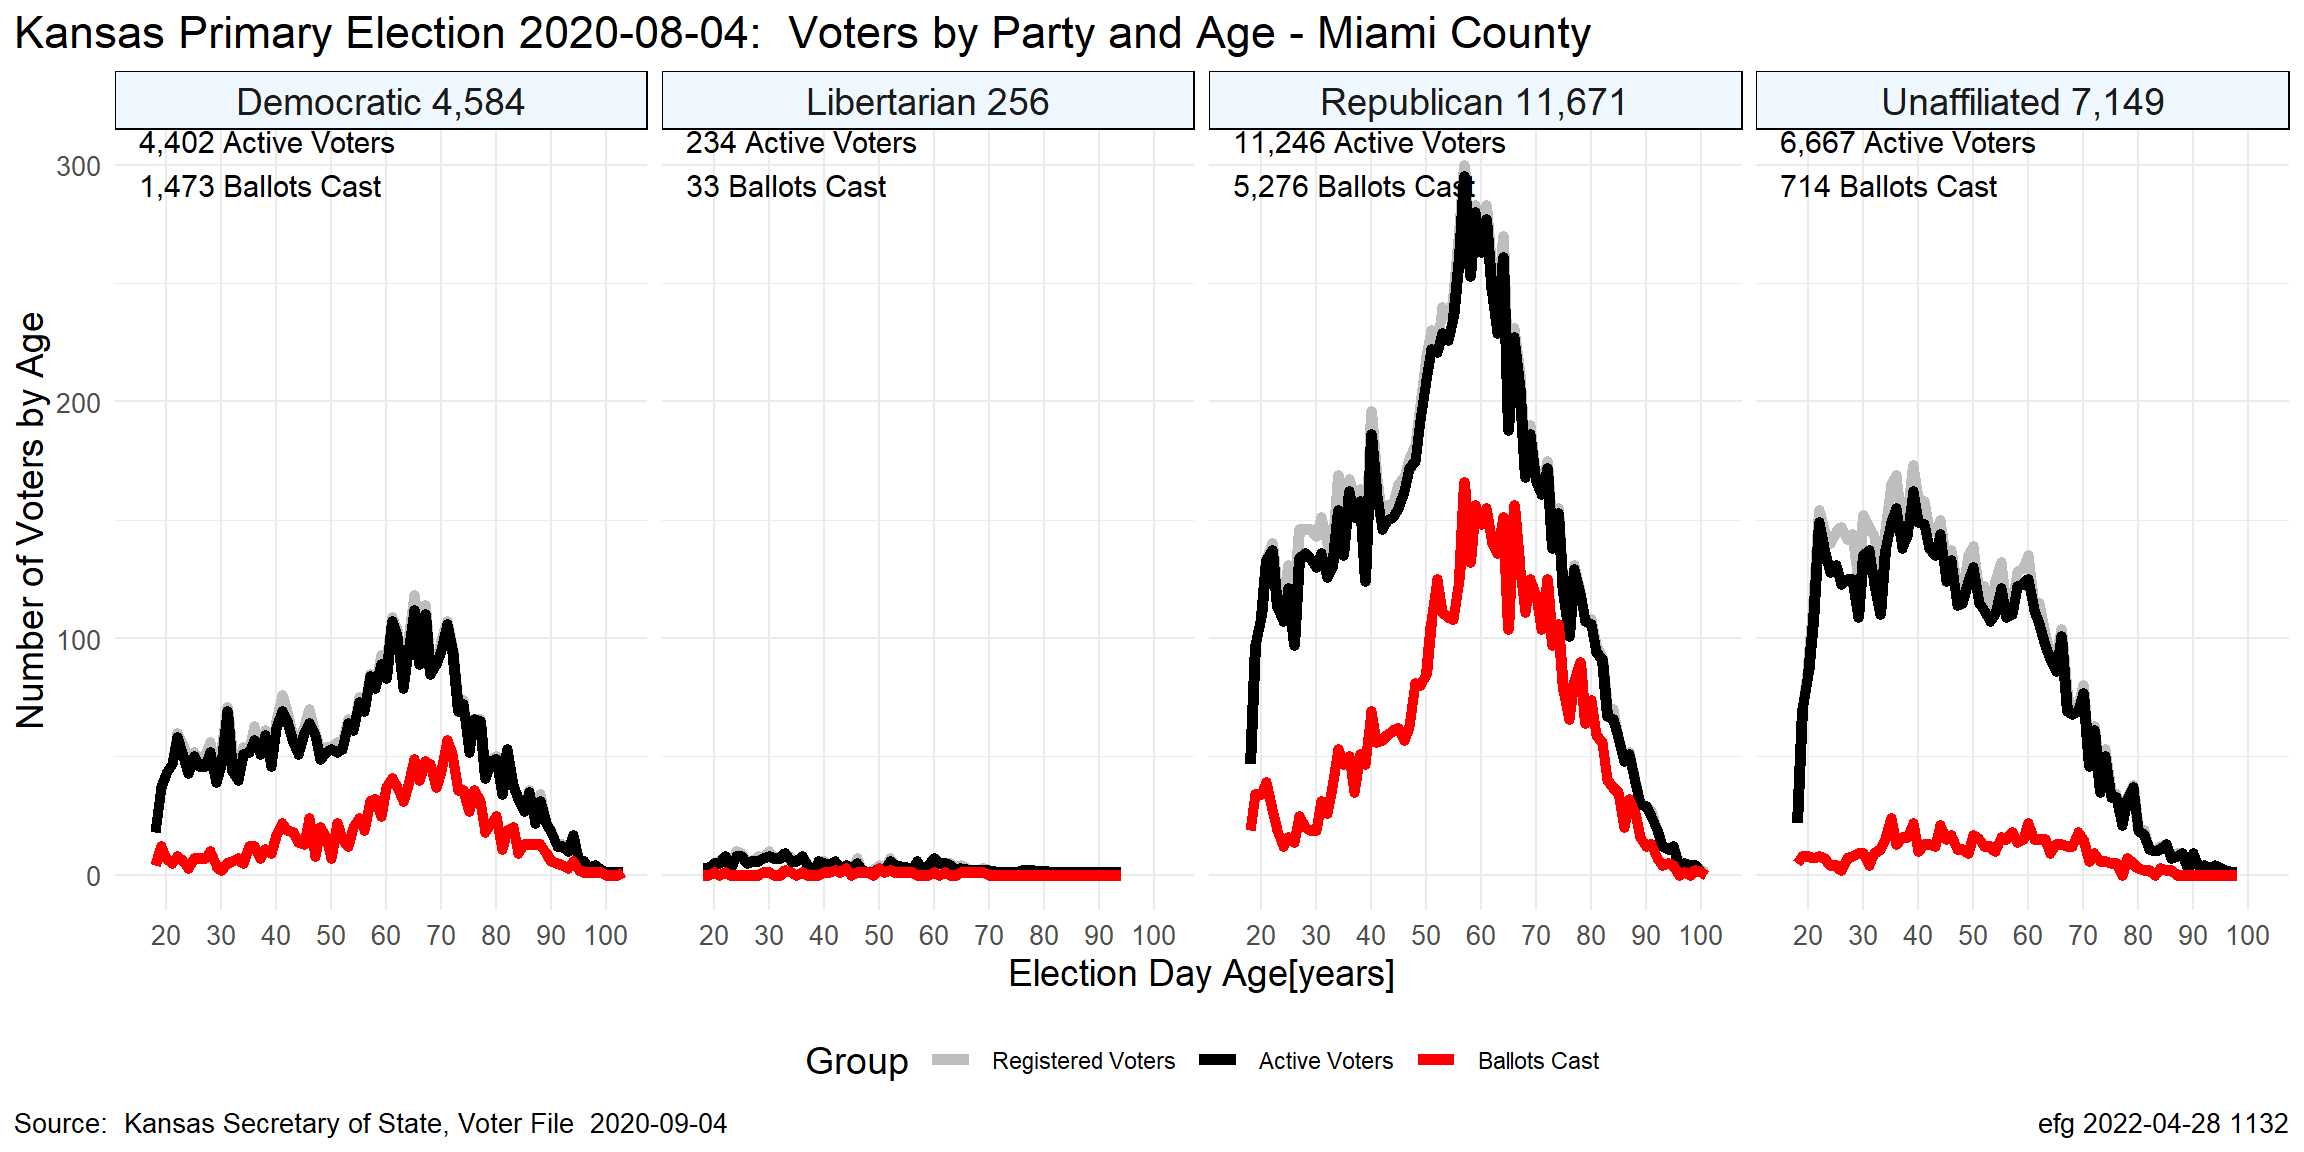 Kansas Primary Election 2020-08-04:  Voters by Party and Age - Miami County
Democratic 4,584
Libertarian 256
Republican 11,671
Unaffiliated 7,149
4,402 Active Voters
1,473 Ballots Cast
234 Active Voters
33 Ballots Cast
11,246 Active Voters
5,276 Ballots Cast
6,667 Active Voters
714 Ballots Cast
Number of Voters by Age
300
200
100
0
20 30 40 50 60 70 80 90 100
20 30 40 50 60 70 80 90 100
20 30 40 50 60 70 80 90 100
20 30 40 50 60 70 80 90 100
Election Day Age[years]
Group Registered Voters Active Voters Ballots Cast
Source:  Kansas Secretary of State, Voter File  2020-09-04
efg 2022-04-28 1132